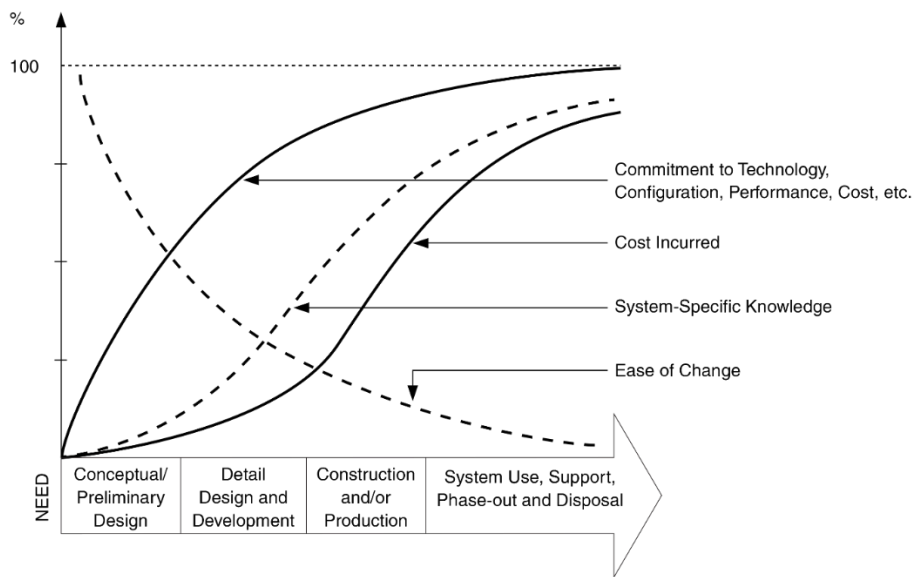 %
100
Commitment to Technology,
Configuration, Performance, Cost, etc.
Cost Incurred
System-Specific Knowledge
Ease of Change
NEED
Conceptual/
Preliminary
Design
Detail
Design and
Development
Construction
and/or
Production
System Use, Support,
Phase-out and Disposal